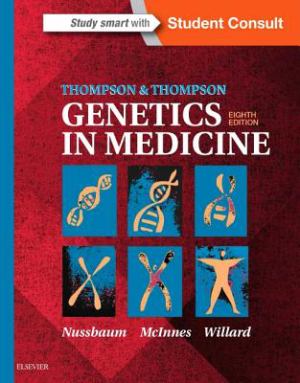 Study smart with
Student Consult
THOMPSON & THOMPSON
GENETICS EIGHTH EDITION
IN MEDICINE
Nussbaum McInnes Willard
ELSEVIER